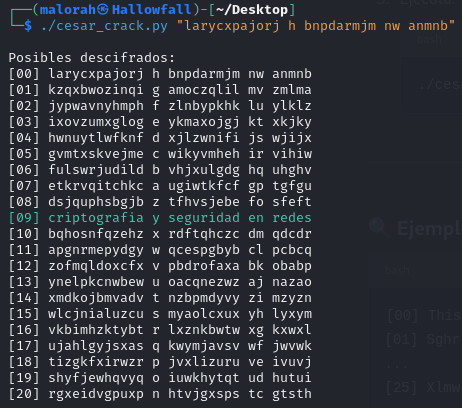 ┌──(malorah㉿Hallowfall)-[~/Desktop]
└─$ ./cesar_crack.py "larycxpajorj h bnpdarmjm nw anmnb"
Posibles descifrados:
[00] larycxpajorj h bnpdarmjm nw anmnb
[01] kzqxbwozinqi g amoczqlil mv zmlma
[02] jypwavnyhmph f zlnbypkhk lu ylklz
[03] ixovzumxglog e ykmaxojgj kt xkjky
[04] hwnuytlwfknf d xjlzwnifi js wjijx
[05] gvmtxskvejme c wikyvmheh ir vihiw
[06] fulswrjudild b vhjxulgdg hq uhghv
[07] etkrvqitchkc a ugiwtkfcf gp tgfgu
[08] dsjquphsbgjb z tfhvsjebe fo sfeft
[09] criptografia y seguridad en redes
[10] bqhosnfqzehz x rdftqhczc dm qdcdr
[11] apgnrmepydgy w qcespgbyb cl pcbcq
[12] zofmqldoxcfx v pbdrofaxa bk obabp
[13] ynelpkcnwbew u oacqnezwz aj nazao
[14] xmdkojbmvadv t nzbpmdyvy zi mzyzn
[15] wlcjnialuzcu s myaolcxux yh lyxym
[16] vkbimhzktybt r lxznkbwtw xg kxwxl
[17] ujahlgyjsxas q kwymjavsv wf jwvwk
[18] tizgkfxirwzr p jvxlizuru ve ivuvj
[19] shyfjewhqvyq o iuwkhytqt ud hutui
[20] rgxeidvgpuxp n htvjgxsps tc gtsth
./ce
Ejemp
[00] This
[01] Sghr
...
[25] Xlmw